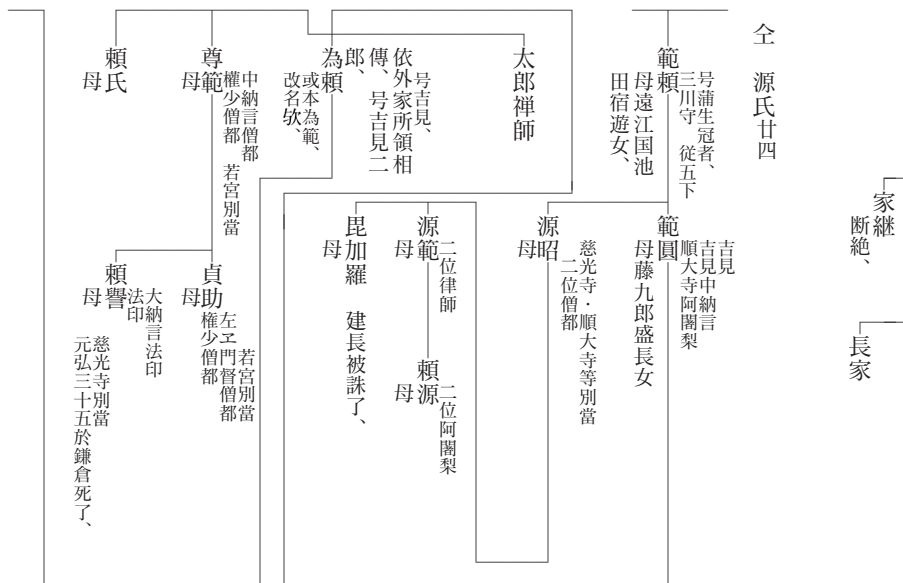 家継
断絶、
長家
仝　源氏廿四
範頼
号蒲生冠者、
三川守　従五下
母遠江国池
田宿遊女、
範圓
吉見
吉見中納言
順大寺阿闍梨
母藤九郎盛長女
源昭
慈光寺・順大寺等別當
二位僧都
母
源範
二位律師
母
頼源
二位阿闍梨
母
毘加羅　建長被誅了、
母
太郎禅師
為頼
号吉見、
依外家所領相
傳、号吉見二
郎、
或本為範、
改名欤、
尊範
中納言僧都
權少僧都　若宮別當
母
貞助
若宮別當
左ヱ門督僧都
権少僧都
母
頼譽
大納言法印
法印
母
慈光寺別當
元弘三十五於鎌倉死了、
頼氏
母